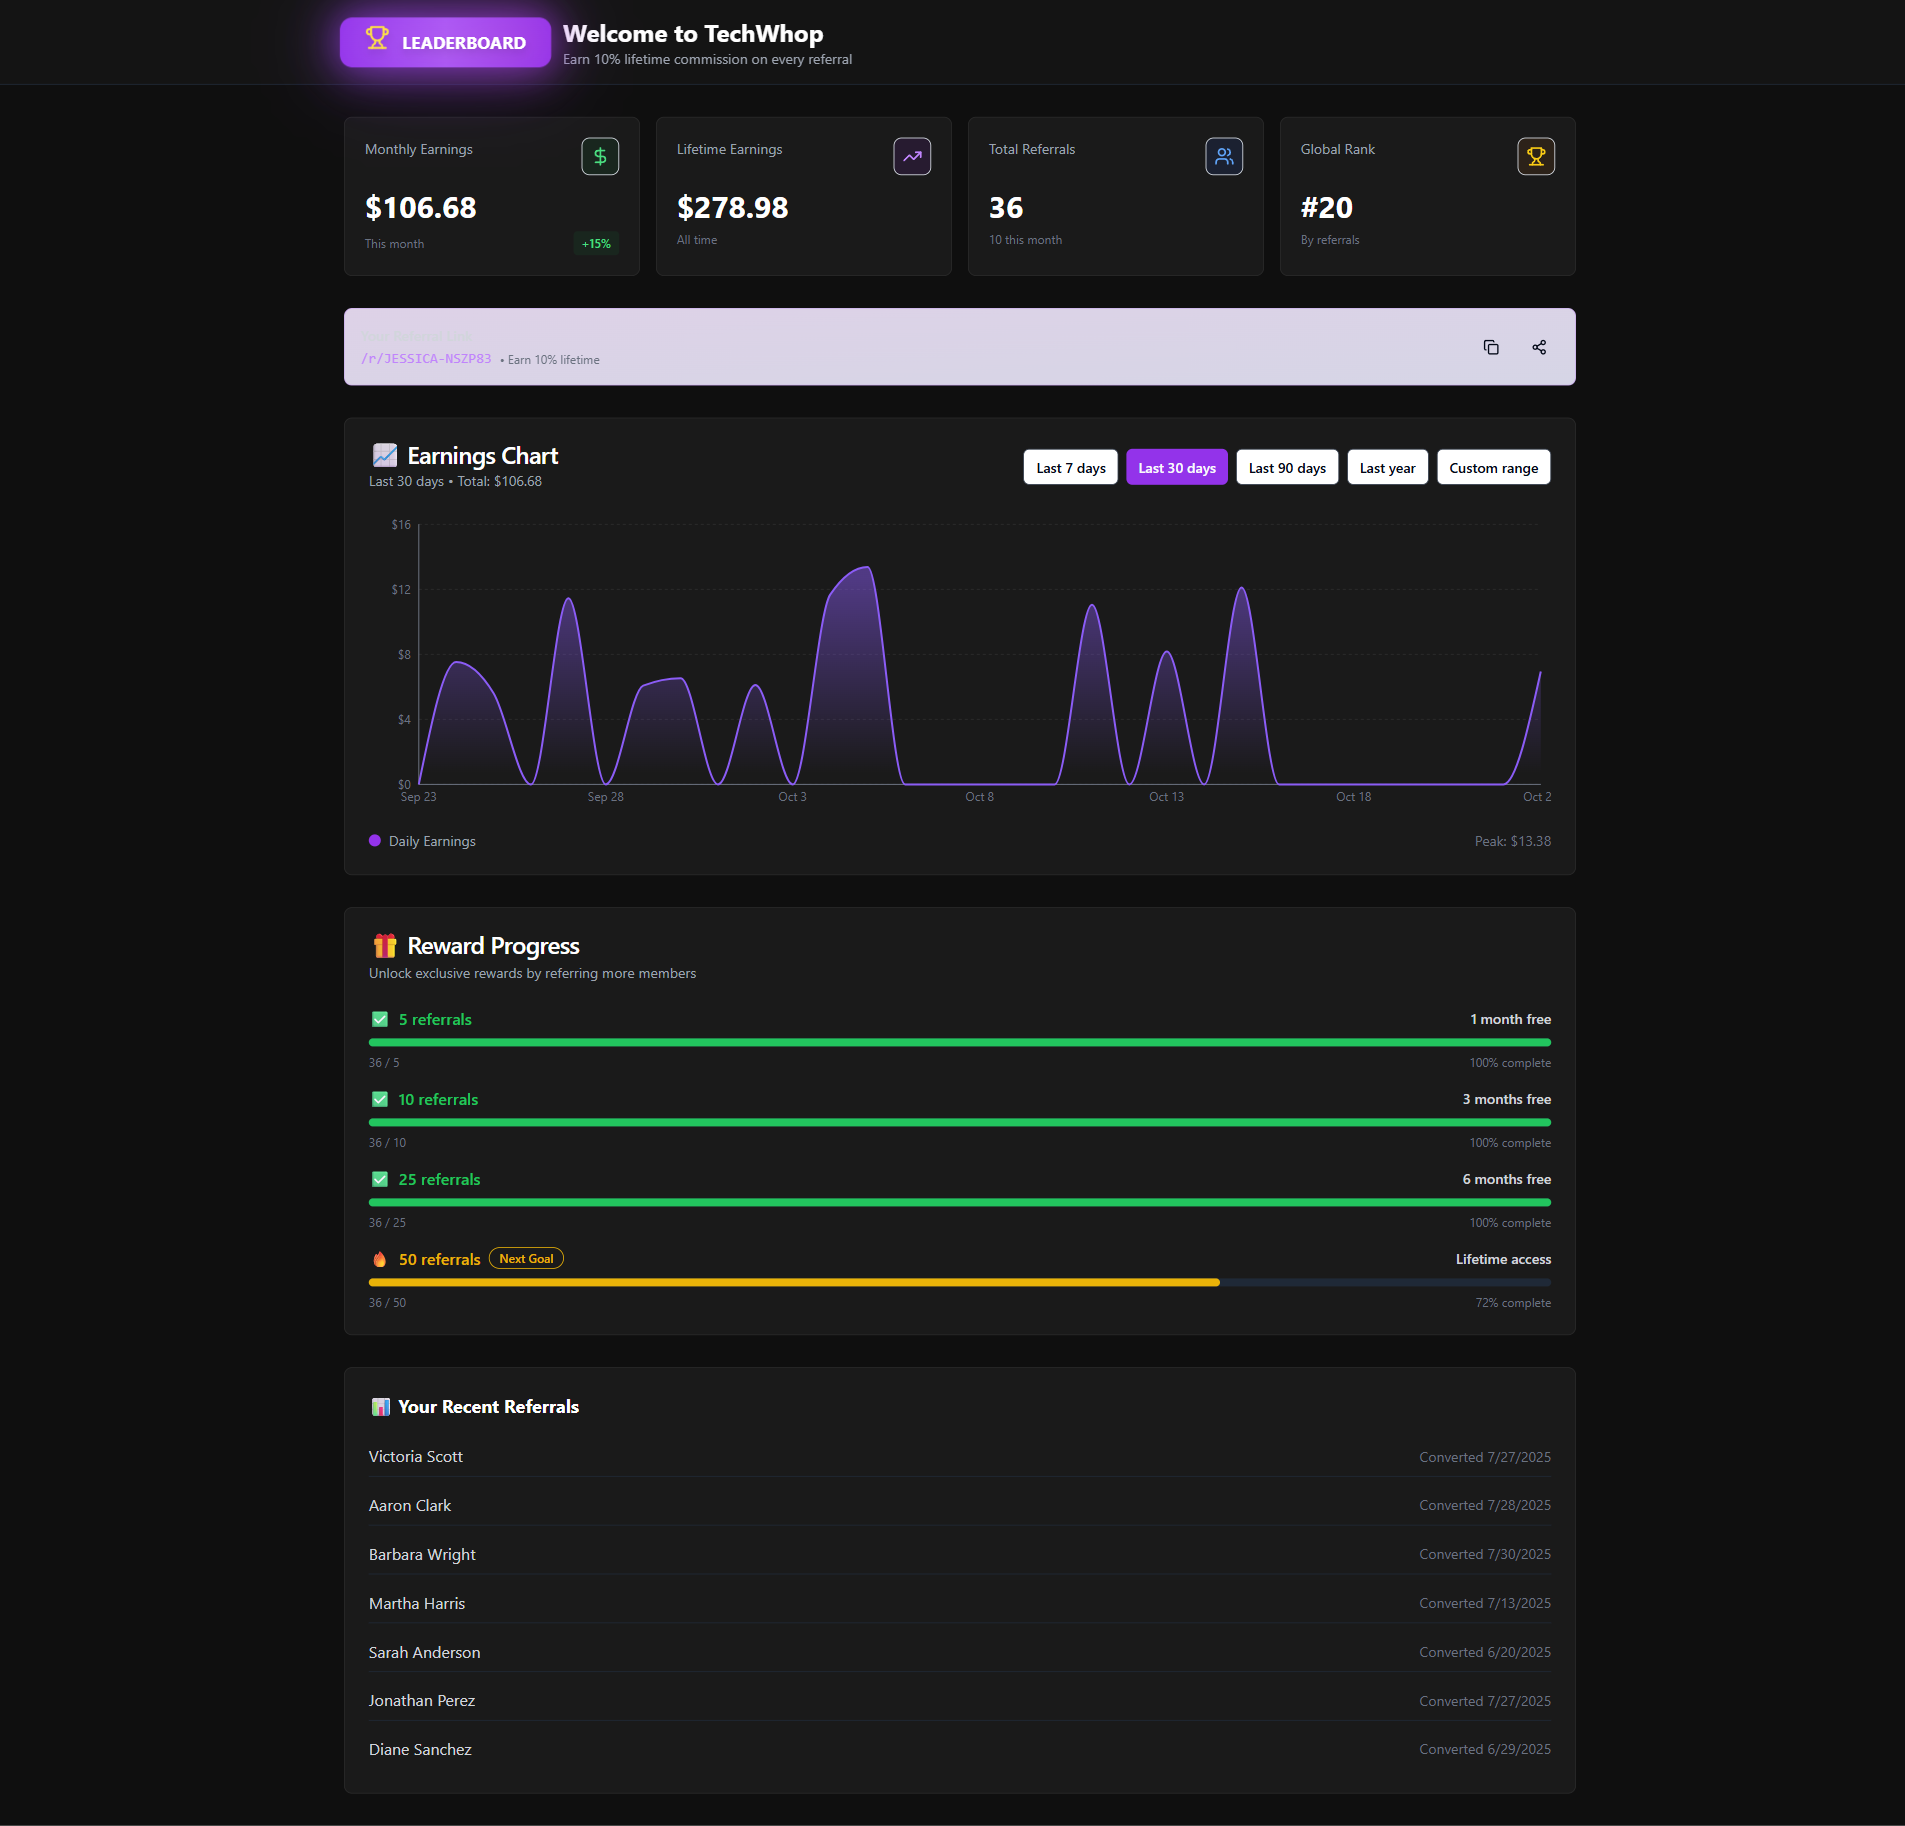 LEADERBOARD
Welcome to TechWhop
Earn 10% lifetime commission on every referral
Monthly Earnings
$106.68
This month
+15%
Lifetime Earnings
$278.98
All time
Total Referrals
36
10 this month
Global Rank
#20
By referrals
/r/JESSICA-NSZP83 • Earn 10% lifetime
Earnings Chart
Last 30 days • Total: $106.68
Last 7 days
Last 30 days
Last 90 days
Last year
Custom range
$16
$12
$8
$4
$0
Sep 23
Sep 28
Oct 3
Oct 8
Oct 13
Oct 18
Oct 2
Daily Earnings
Peak: $13.38
Reward Progress
Unlock exclusive rewards by referring more members
5 referrals
1 month free
36 / 5
100% complete
10 referrals
3 months free
36 / 10
100% complete
25 referrals
6 months free
36 / 25
100% complete
50 referrals
Next Goal
Lifetime access
36 / 50
72% complete
Your Recent Referrals
Victoria Scott
Converted 7/27/2025
Aaron Clark
Converted 7/28/2025
Barbara Wright
Converted 7/30/2025
Martha Harris
Converted 7/13/2025
Sarah Anderson
Converted 6/20/2025
Jonathan Perez
Converted 7/27/2025
Diane Sanchez
Converted 6/29/2025